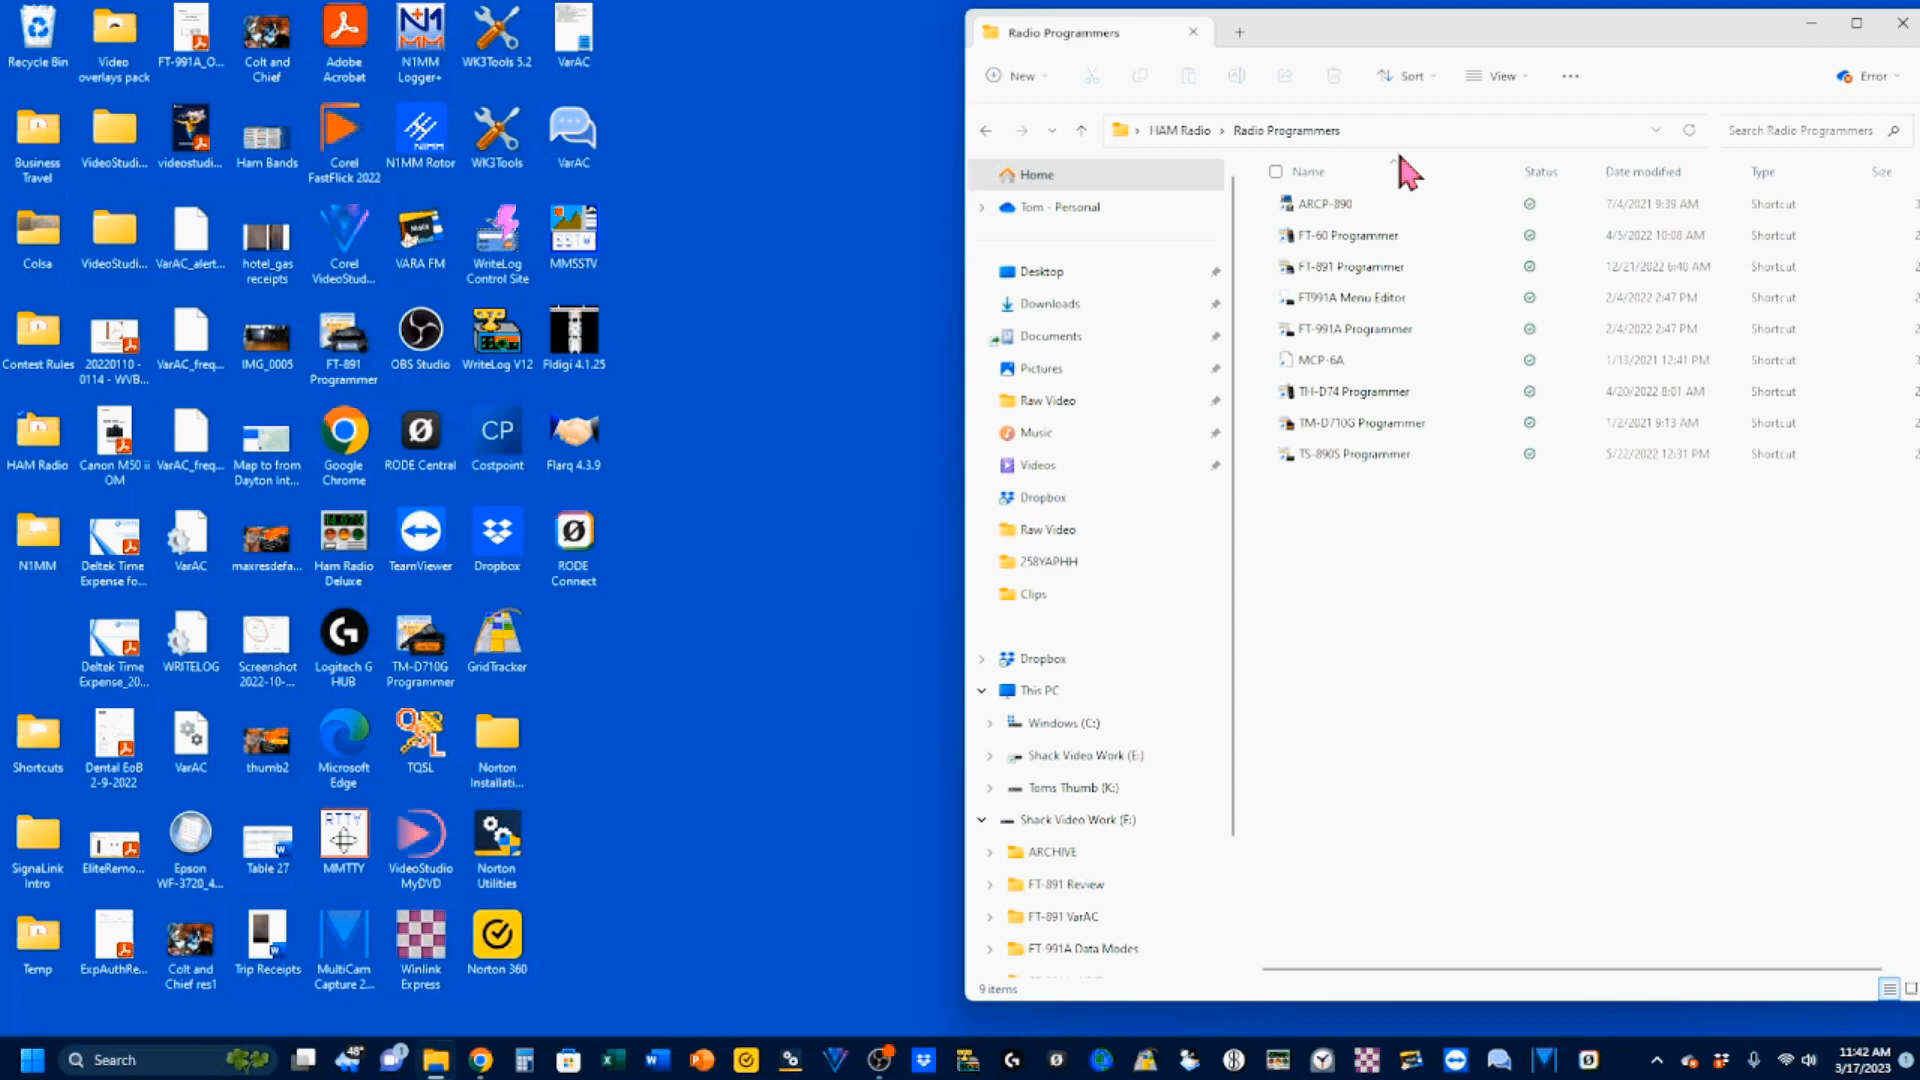 Recycle Bin
Video
overlays pack
FT-991A_O...
Colt and
Chief
Adobe
Acrobat
N1MM
Logger+
WK3Tools 5.2
VarAC
Business
Travel
VideoStudi...
videostudi...
Ham Bands
Corel
FastFlick 2022
N1MM Rotor
WK3Tools
VarAC
Colsa
VideoStudi...
VarAC_alert...
hotel_gas
receipts
Corel
VideoStud...
VARA FM
WriteLog
Control Site
MMSSTV
Contest Rules
20220110 -
0114 - WVB...
VarAC_freq...
IMG_0005
FT-891
Programmer
OBS Studio
WriteLog V12
Fldigi 4.1.25
HAM Radio
Canon M50 ii
OM
VarAC_freq...
Map to from
Dayton Int...
Google
Chrome
RODE Central
CP
Costpoint
Flarq 4.3.9
N1MM
Deltek Time
Expense fo...
VarAC
maxresdefa...
Ham Radio
Deluxe
TeamViewer
Dropbox
RODE
Connect
Deltek Time
Expense_20...
WRITELOG
Screenshot
2022-10-...
Logitech G
HUB
TM-D710G
Programmer
GridTracker
Shortcuts
Dental EoB
2-9-2022
VarAC
thumb2
Microsoft
Edge
TQSL
Norton
Installati...
SignaLink
Intro
EliteRemo...
Epson
WF-3720_4...
Table 27
RTTY
MMTTY
VideoStudio
MyDVD
Norton
Utilities
Temp
ExpAuthRe...
Colt and
Chief res1
Trip Receipts
MultiCam
Capture 2...
Winlink
Express
Norton 360
Radio Programmers
New
Sort
View
Error
HAM Radio > Radio Programmers
Search Radio Programmers
Home
Tom - Personal
Desktop
Downloads
Documents
Pictures
Raw Video
Music
Videos
Dropbox
Raw Video
258YAPHH
Clips
Dropbox
This PC
Windows (C:)
Shack Video Work (E:)
Toms Thumb (K:)
Shack Video Work (E:)
ARCHIVE
FT-891 Review
FT-891 VarAC
FT-991A Data Modes
9 items
Name Status Date modified Type Size
ARCP-890 7/4/2021 9:39 AM Shortcut
FT-60 Programmer 4/5/2022 10:08 AM Shortcut
FT-891 Programmer 12/21/2022 6:40 AM Shortcut
FT991A Menu Editor 2/4/2022 2:47 PM Shortcut
FT-991A Programmer 2/4/2022 2:47 PM Shortcut
MCP-6A 1/13/2021 12:41 PM Shortcut
TH-D74 Programmer 4/20/2022 8:01 AM Shortcut
TM-D710G Programmer 1/2/2021 9:13 AM Shortcut
TS-890S Programmer 5/22/2022 12:31 PM Shortcut
Search
48°
11:42 AM
3/17/2023